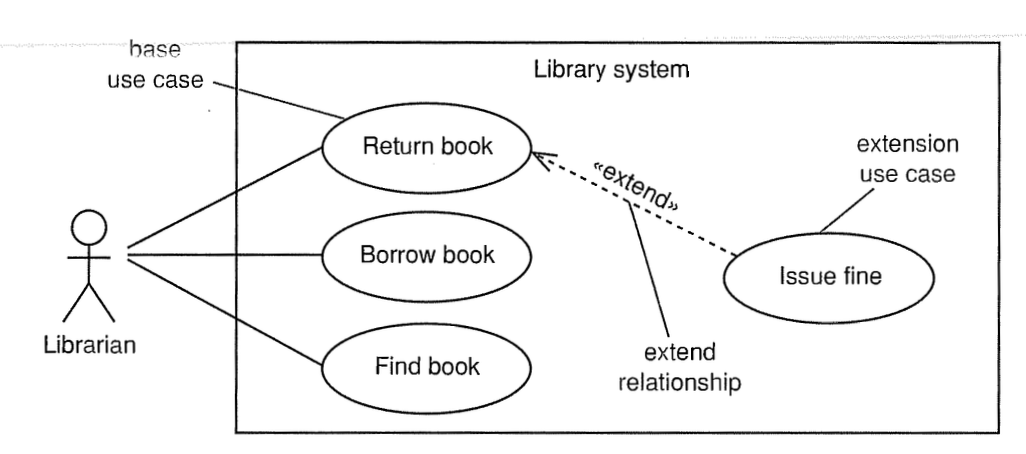 base
use case
Library system
Return book
«extend»
extension
use case
Borrow book
Issue fine
Librarian
Find book
extend
relationship